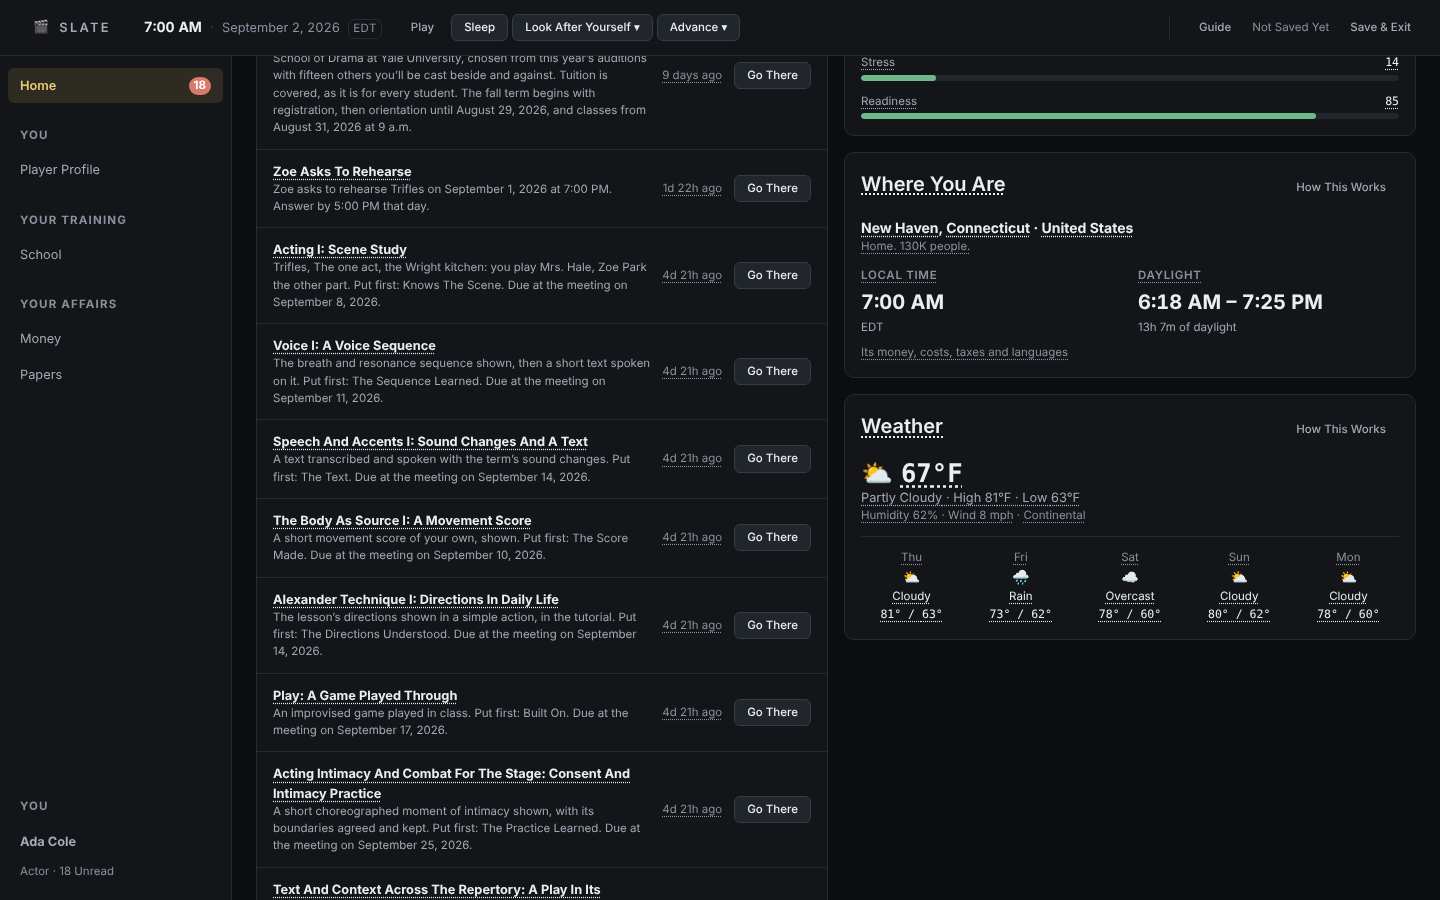 SLATE
7:00 AM · September 2, 2026 EDT
Play
Sleep
Look After Yourself ▾
Advance ▾
Guide
Not Saved Yet
Save & Exit
Home
18
YOU
Player Profile
YOUR TRAINING
School
YOUR AFFAIRS
Money
Papers
YOU
Ada Cole
Actor · 18 Unread
School of Drama at Yale University, chosen from this year's auditions
with fifteen others you'll be cast beside and against. Tuition is
covered, as it is for every student. The fall term begins with
registration, then orientation until August 29, 2026, and classes from
August 31, 2026 at 9 a.m.
9 days ago
Go There
Zoe Asks To Rehearse
Zoe asks to rehearse Trifles on September 1, 2026 at 7:00 PM.
Answer by 5:00 PM that day.
1d 22h ago
Go There
Acting I: Scene Study
Trifles, The one act, the Wright kitchen: you play Mrs. Hale, Zoe Park
the other part. Put first: Knows The Scene. Due at the meeting on
September 8, 2026.
4d 21h ago
Go There
Voice I: A Voice Sequence
The breath and resonance sequence shown, then a short text spoken
on it. Put first: The Sequence Learned. Due at the meeting on
September 11, 2026.
4d 21h ago
Go There
Speech And Accents I: Sound Changes And A Text
A text transcribed and spoken with the term's sound changes. Put
first: The Text. Due at the meeting on September 14, 2026.
4d 21h ago
Go There
The Body As Source I: A Movement Score
A short movement score of your own, shown. Put first: The Score
Made. Due at the meeting on September 10, 2026.
4d 21h ago
Go There
Alexander Technique I: Directions In Daily Life
The lesson's directions shown in a simple action, in the tutorial. Put
first: The Directions Understood. Due at the meeting on September
14, 2026.
4d 21h ago
Go There
Play: A Game Played Through
An improvised game played in class. Put first: Built On. Due at the
meeting on September 17, 2026.
4d 21h ago
Go There
Acting Intimacy And Combat For The Stage: Consent And
Intimacy Practice
A short choreographed moment of intimacy shown, with its
boundaries agreed and kept. Put first: The Practice Learned. Due at
the meeting on September 25, 2026.
4d 21h ago
Go There
Text And Context Across The Repertory: A Play In Its
Stress
14
Readiness
85
Where You Are
How This Works
New Haven, Connecticut · United States
Home. 130K people.
LOCAL TIME
7:00 AM
EDT
DAYLIGHT
6:18 AM – 7:25 PM
13h 7m of daylight
Its money, costs, taxes and languages
Weather
How This Works
67°F
Partly Cloudy · High 81°F · Low 63°F
Humidity 62% · Wind 8 mph · Continental
Thu
Cloudy
81° / 63°
Fri
Rain
73° / 62°
Sat
Overcast
78° / 60°
Sun
Cloudy
80° / 62°
Mon
Cloudy
78° / 60°